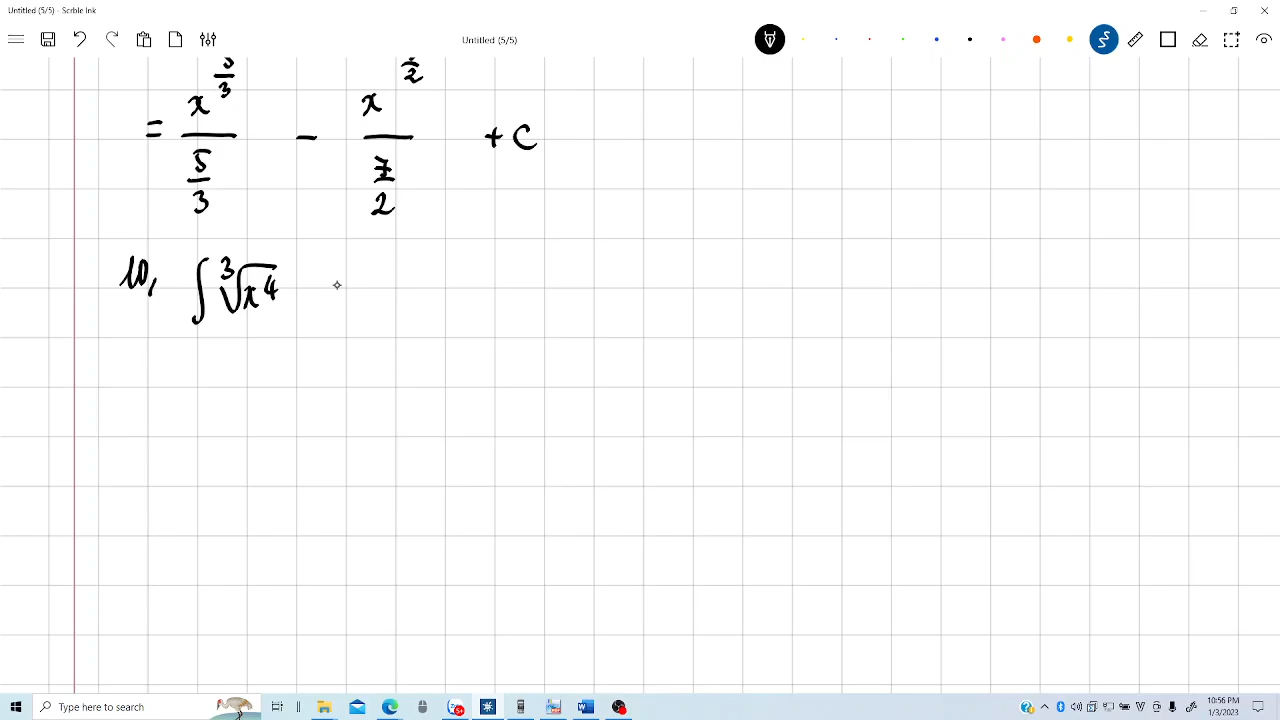 Untitled (5/5) - Scrble Ink
Untitled (5/5)
= x^(5/3) / (5/3) - x^(7/2) / (7/2) + C
10, ∫ ∛x⁴
Type here to search
10:56 PM
1/3/2023